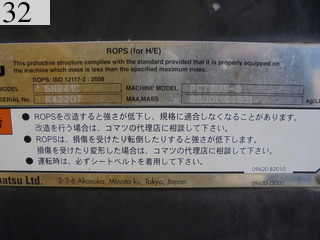 32
ROPS (for H/E)
This protective structure complies with the standard provided that it is properly equipped on
the machine which mass is less than the specified maximum mass.
ROPS: ISO 12117-2 : 2008
MODEL MACHINE MODEL
SERIAL No. K42207 MAX.MASS kg/LB
●ROPSを改造すると強さが低下し、規格に適合しなくなることがあります。
改造を行う場合は、コマツの代理店に相談して下さい。
●ROPSは、損傷を受けたり転倒したりすると強さが低下します。
損傷を受けたり変形した場合は、コマツの代理店に相談して下さい。
●運転時は、必ずシートベルトを着用して下さい。
09620-B2010
atsu Ltd. 2-3-6 Akasaka, Minato-ku, Tokyo, Japan